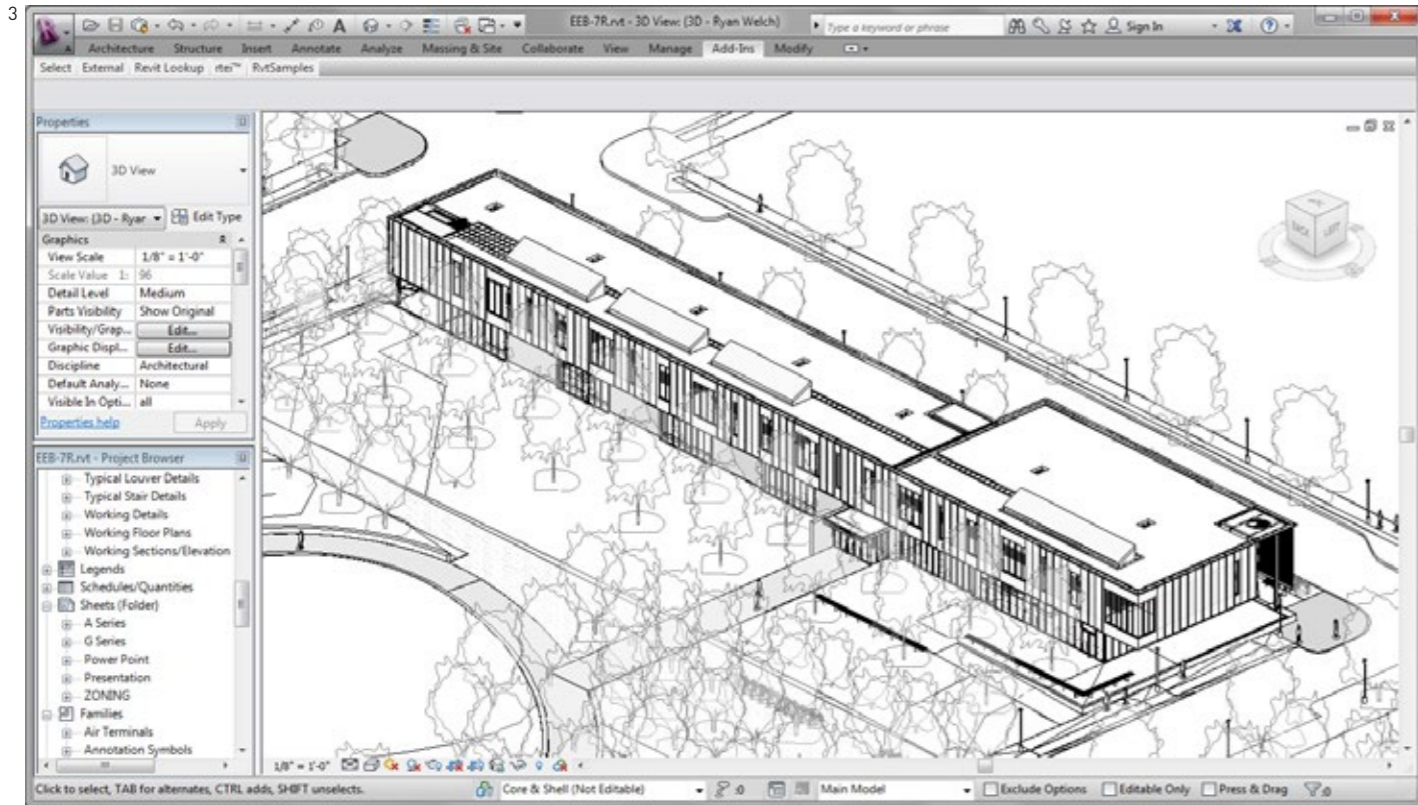 3
EEB-7R.rvt - 3D View: (3D - Ryan Welch)
Type a keyword or phrase
Sign In
Architecture Structure Insert Annotate Analyze Massing & Site Collaborate View Manage Add-Ins Modify
Select External Revit Lookup rtei™ RvtSamples
Properties
3D View
3D View: (3D - Ryar Edit Type
Graphics
View Scale 1/8" = 1'-0"
Scale Value 1: 96
Detail Level Medium
Parts Visibility Show Original
Visibility/Grap... Edit...
Graphic Displ... Edit...
Discipline Architectural
Default Analy... None
Visible In Opti... all
Properties help Apply
EEB-7R.rvt - Project Browser
Typical Louver Details
Typical Stair Details
Working Details
Working Floor Plans
Working Sections/Elevation
Legends
Schedules/Quantities
Sheets (Folder)
A Series
G Series
Power Point
Presentation
ZONING
Families
Air Terminals
Annotation Symbols
BACK LEFT
1/8" = 1'-0"
Click to select, TAB for alternates, CTRL adds, SHIFT unselects. Core & Shell (Not Editable) :0 Main Model Exclude Options Editable Only Press & Drag :0